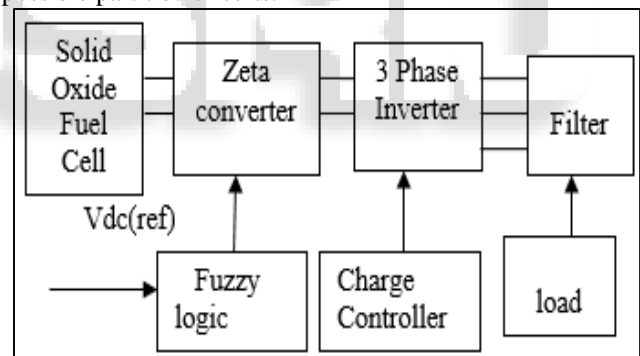 Solid
Oxide
Fuel
Cell
Zeta
converter
3 Phase
Inverter
Filter
Vdc(ref)
Fuzzy
logic
Charge
Controller
load